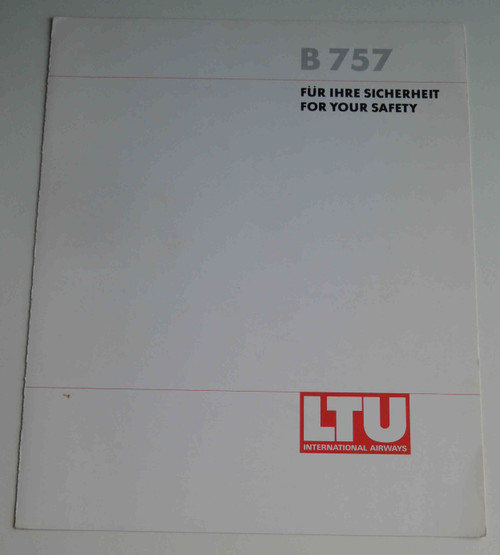 B 757
FÜR IHRE SICHERHEIT
FOR YOUR SAFETY
LTU
INTERNATIONAL AIRWAYS